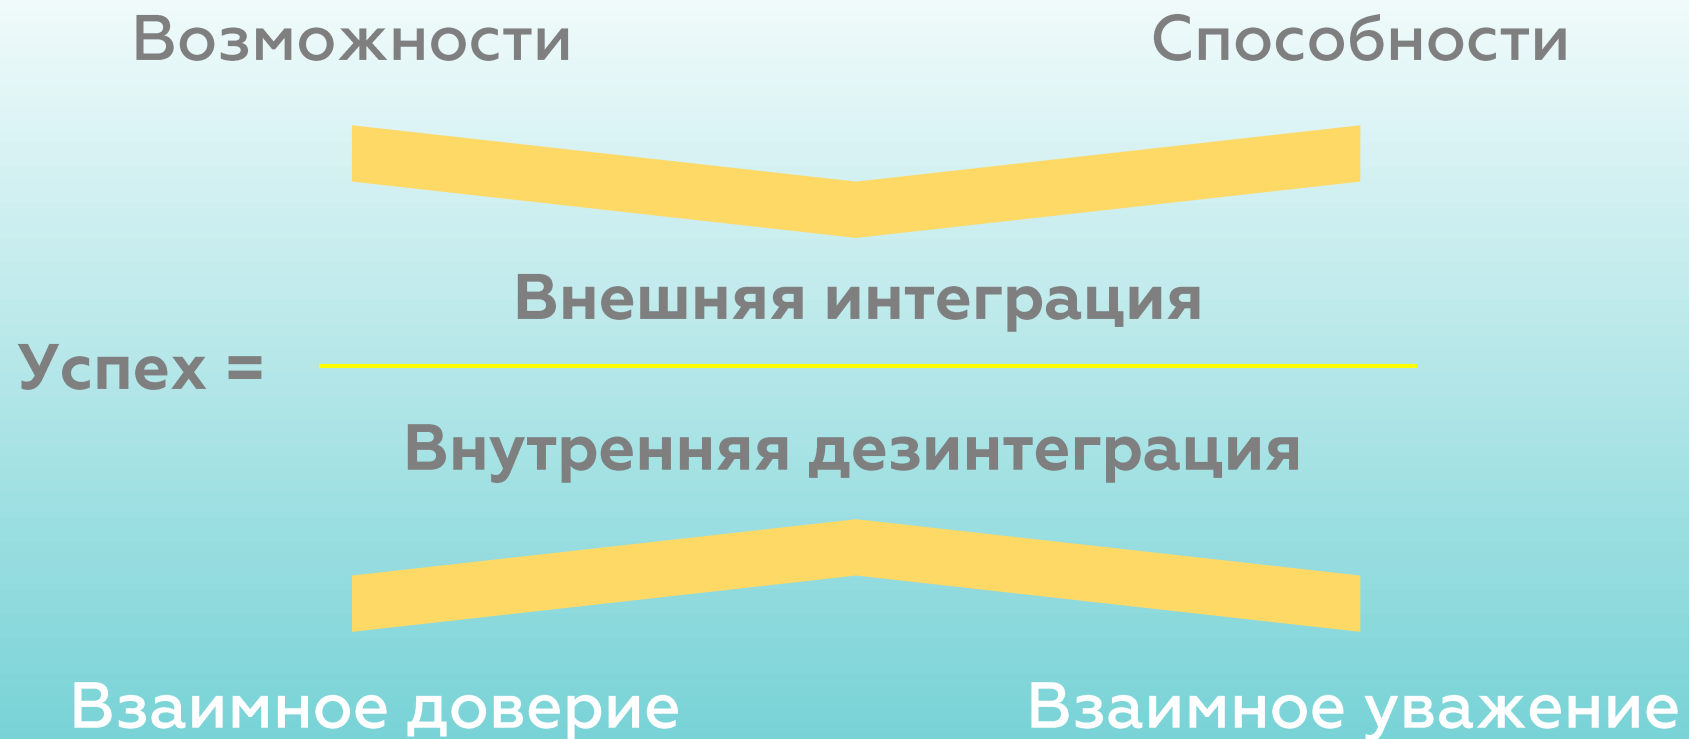 Возможности
Способности
Внешняя интеграция
Успех =
Внутренняя дезинтеграция
Взаимное доверие
Взаимное уважение